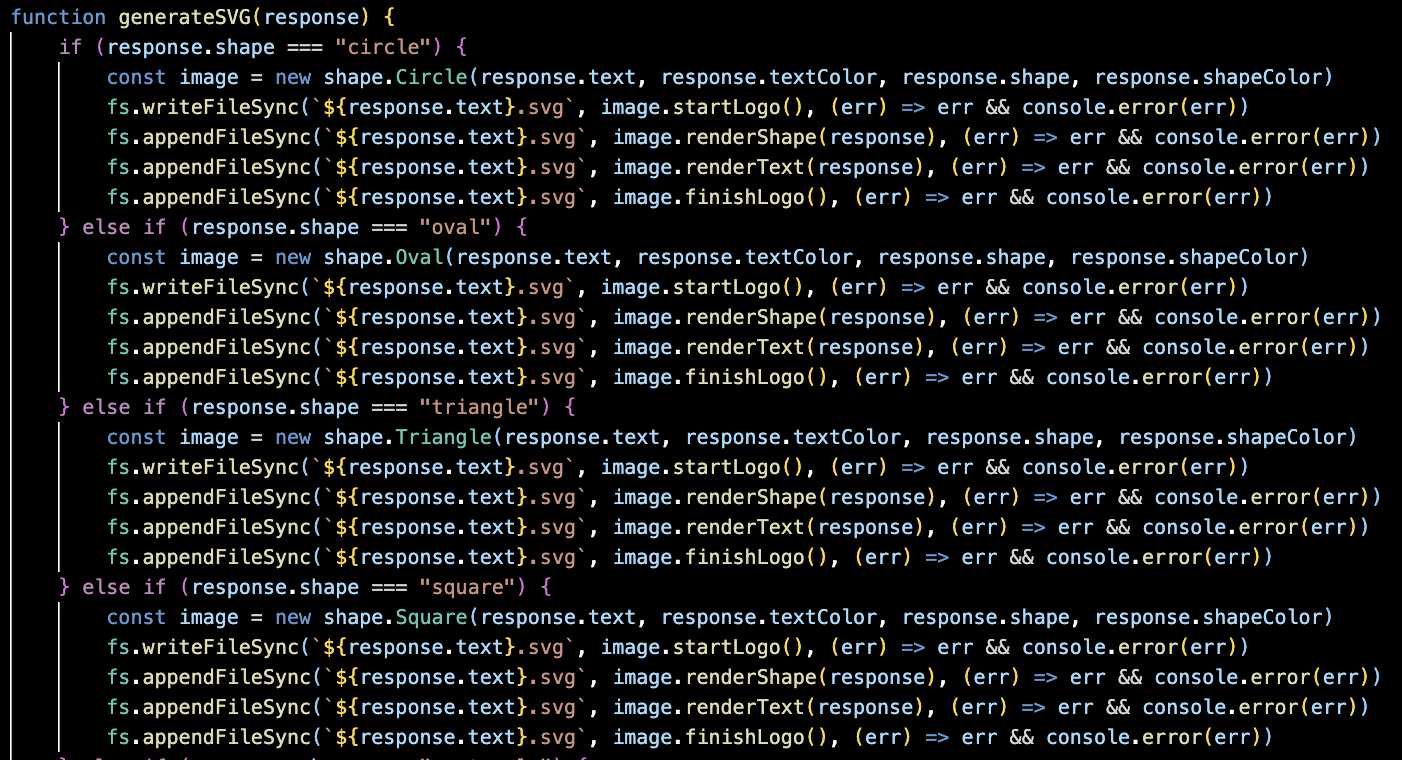 function generateSVG(response) {
    if (response.shape === "circle") {
        const image = new shape.Circle(response.text, response.textColor, response.shape, response.shapeColor)
        fs.writeFileSync(`${response.text}.svg`, image.startLogo(), (err) => err && console.error(err))
        fs.appendFileSync(`${response.text}.svg`, image.renderShape(response), (err) => err && console.error(err))
        fs.appendFileSync(`${response.text}.svg`, image.renderText(response), (err) => err && console.error(err))
        fs.appendFileSync(`${response.text}.svg`, image.finishLogo(), (err) => err && console.error(err))
    } else if (response.shape === "oval") {
        const image = new shape.Oval(response.text, response.textColor, response.shape, response.shapeColor)
        fs.writeFileSync(`${response.text}.svg`, image.startLogo(), (err) => err && console.error(err))
        fs.appendFileSync(`${response.text}.svg`, image.renderShape(response), (err) => err && console.error(err))
        fs.appendFileSync(`${response.text}.svg`, image.renderText(response), (err) => err && console.error(err))
        fs.appendFileSync(`${response.text}.svg`, image.finishLogo(), (err) => err && console.error(err))
    } else if (response.shape === "triangle") {
        const image = new shape.Triangle(response.text, response.textColor, response.shape, response.shapeColor)
        fs.writeFileSync(`${response.text}.svg`, image.startLogo(), (err) => err && console.error(err))
        fs.appendFileSync(`${response.text}.svg`, image.renderShape(response), (err) => err && console.error(err))
        fs.appendFileSync(`${response.text}.svg`, image.renderText(response), (err) => err && console.error(err))
        fs.appendFileSync(`${response.text}.svg`, image.finishLogo(), (err) => err && console.error(err))
    } else if (response.shape === "square") {
        const image = new shape.Square(response.text, response.textColor, response.shape, response.shapeColor)
        fs.writeFileSync(`${response.text}.svg`, image.startLogo(), (err) => err && console.error(err))
        fs.appendFileSync(`${response.text}.svg`, image.renderShape(response), (err) => err && console.error(err))
        fs.appendFileSync(`${response.text}.svg`, image.renderText(response), (err) => err && console.error(err))
        fs.appendFileSync(`${response.text}.svg`, image.finishLogo(), (err) => err && console.error(err))